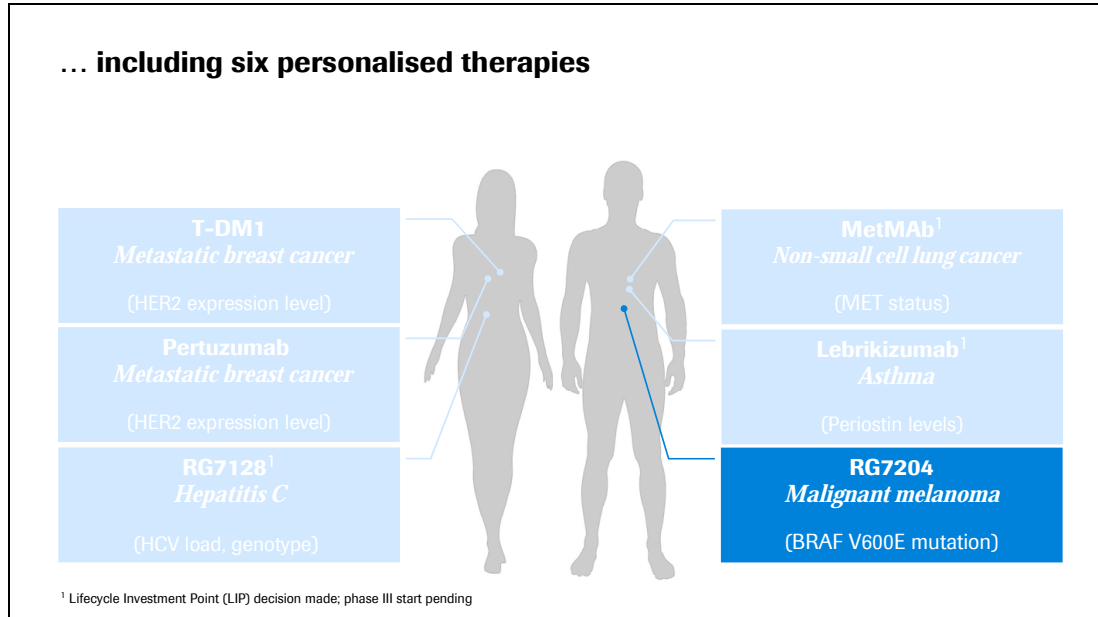 ... including six personalised therapies
T-DM1
Metastatic breast cancer
(HER2 expression level)
Pertuzumab
Metastatic breast cancer
(HER2 expression level)
RG7128¹
Hepatitis C
(HCV load, genotype)
MetMAb¹
Non-small cell lung cancer
(MET status)
Lebrikizumab¹
Asthma
(Periostin levels)
RG7204
Malignant melanoma
(BRAF V600E mutation)
¹ Lifecycle Investment Point (LIP) decision made; phase III start pending